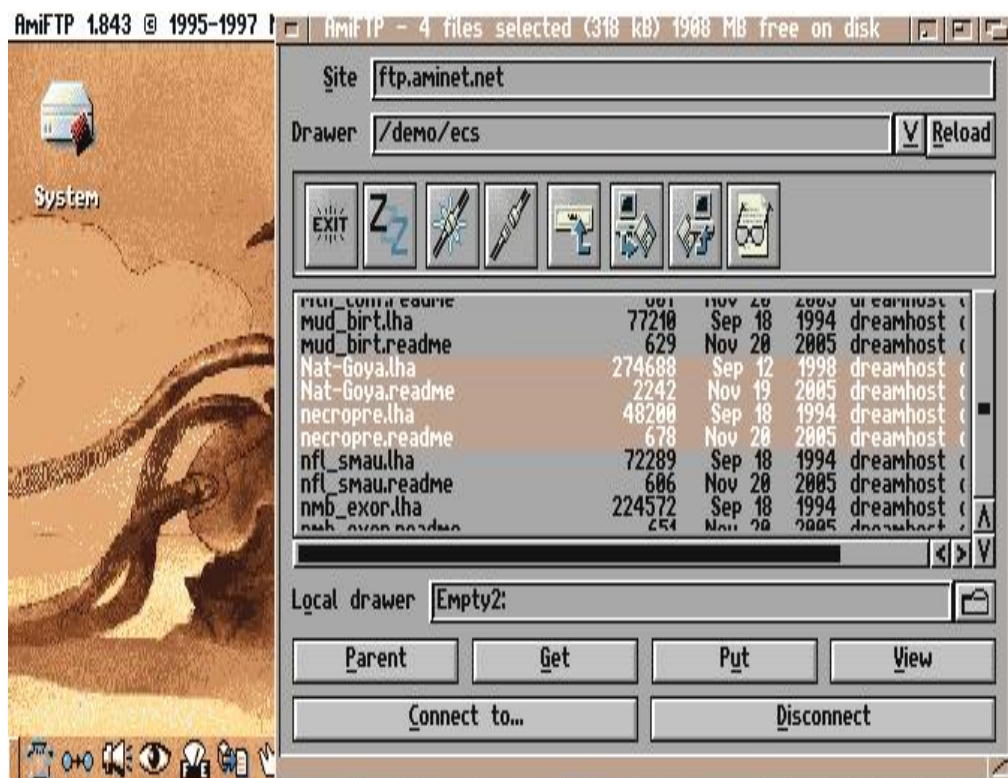 AmiFTP 1.843 © 1995-1997
AmiFTP - 4 files selected (318 kB) 1908 MB free on disk
System
Site ftp.aminet.net
Drawer /demo/ecs V Reload
EXIT ZZZ
mud_birt.lha 77210 Sep 18 1994 dreamhost
mud_birt.readme 629 Nov 20 2005 dreamhost
Nat-Goya.lha 274688 Sep 12 1998 dreamhost
Nat-Goya.readme 2242 Nov 19 2005 dreamhost
necropre.lha 48200 Sep 18 1994 dreamhost
necropre.readme 678 Nov 20 2005 dreamhost
nfl_smau.lha 72289 Sep 18 1994 dreamhost
nfl_smau.readme 606 Nov 20 2005 dreamhost
nmb_exor.lha 224572 Sep 18 1994 dreamhost
Local drawer Empty2:
Parent Get Put View
Connect to... Disconnect